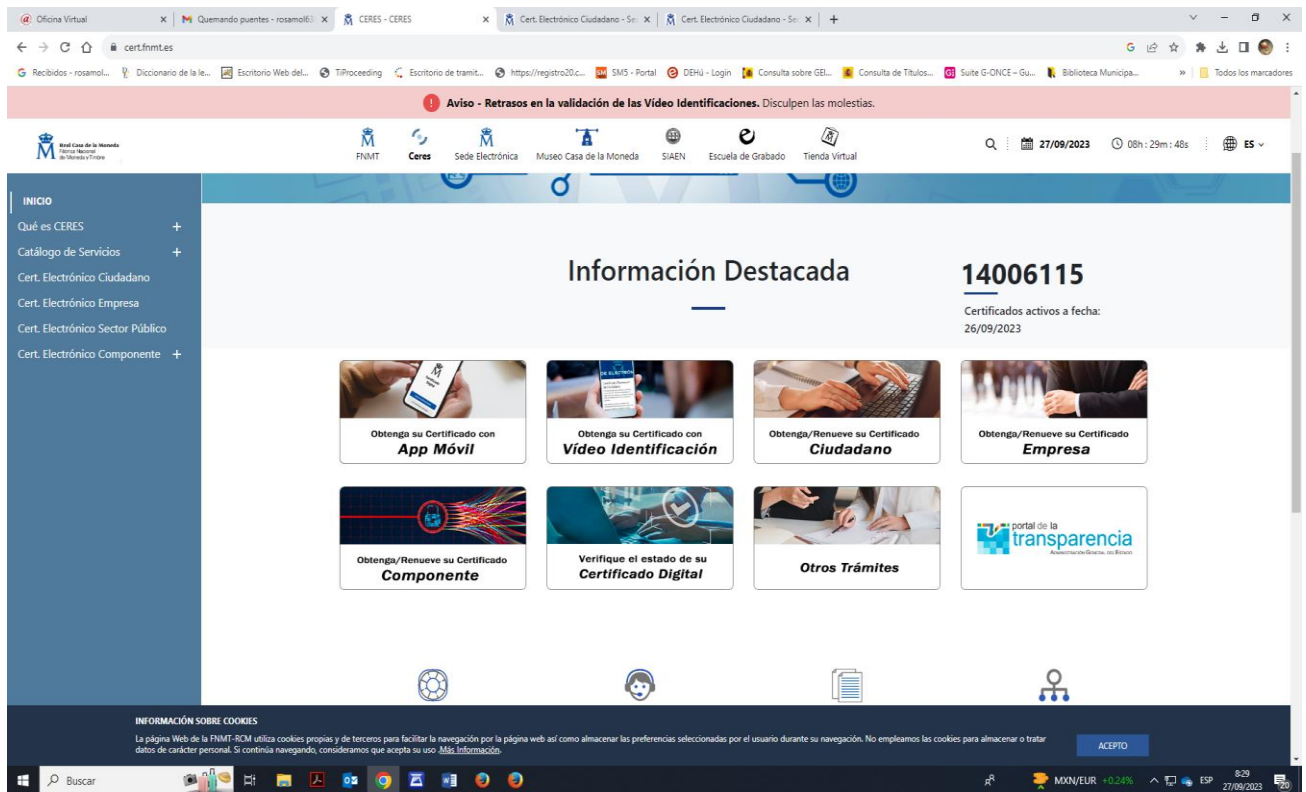 Oficina Virtual
Quemando puentes - rosamol63
CERES - CERES
Cert. Electrónico Ciudadano - Se
Cert. Electrónico Ciudadano - Se
cert.fnmt.es
Recibidos - rosamol...
Diccionario de la le...
Escritorio Web del...
TiProceeding
Escritorio de tramit...
https://registro20.c...
SM5 - Portal
DEHú - Login
Consulta sobre GEI...
Consulta de Títulos...
Suite G-ONCE – Gu...
Biblioteca Municipa...
»
Todos los marcadores
Aviso - Retrasos en la validación de las Vídeo Identificaciones. Disculpen las molestias.
Real Casa de la Moneda
Fábrica Nacional
de Moneda y Timbre
FNMT
Ceres
Sede Electrónica
Museo Casa de la Moneda
SIAEN
Escuela de Grabado
Tienda Virtual
27/09/2023
08h : 29m : 48s
ES
INICIO
Qué es CERES +
Catálogo de Servicios +
Cert. Electrónico Ciudadano
Cert. Electrónico Empresa
Cert. Electrónico Sector Público
Cert. Electrónico Componente +
Información Destacada
14006115
Certificados activos a fecha:
26/09/2023
Obtenga su Certificado con
App Móvil
Obtenga su Certificado con
Vídeo Identificación
Obtenga/Renueve su Certificado
Ciudadano
Obtenga/Renueve su Certificado
Empresa
Obtenga/Renueve su Certificado
Componente
Verifique el estado de su
Certificado Digital
Otros Trámites
portal de la
transparencia
Administración General del Estado
INFORMACIÓN SOBRE COOKIES
La página Web de la FNMT-RCM utiliza cookies propias y de terceros para facilitar la navegación por la página web así como almacenar las preferencias seleccionadas por el usuario durante su navegación. No empleamos las cookies para almacenar o tratar
datos de carácter personal. Si continúa navegando, consideramos que acepta su uso .Más Información.
ACEPTO
Buscar
MXN/EUR +0.24%
ESP
8:29
27/09/2023
20